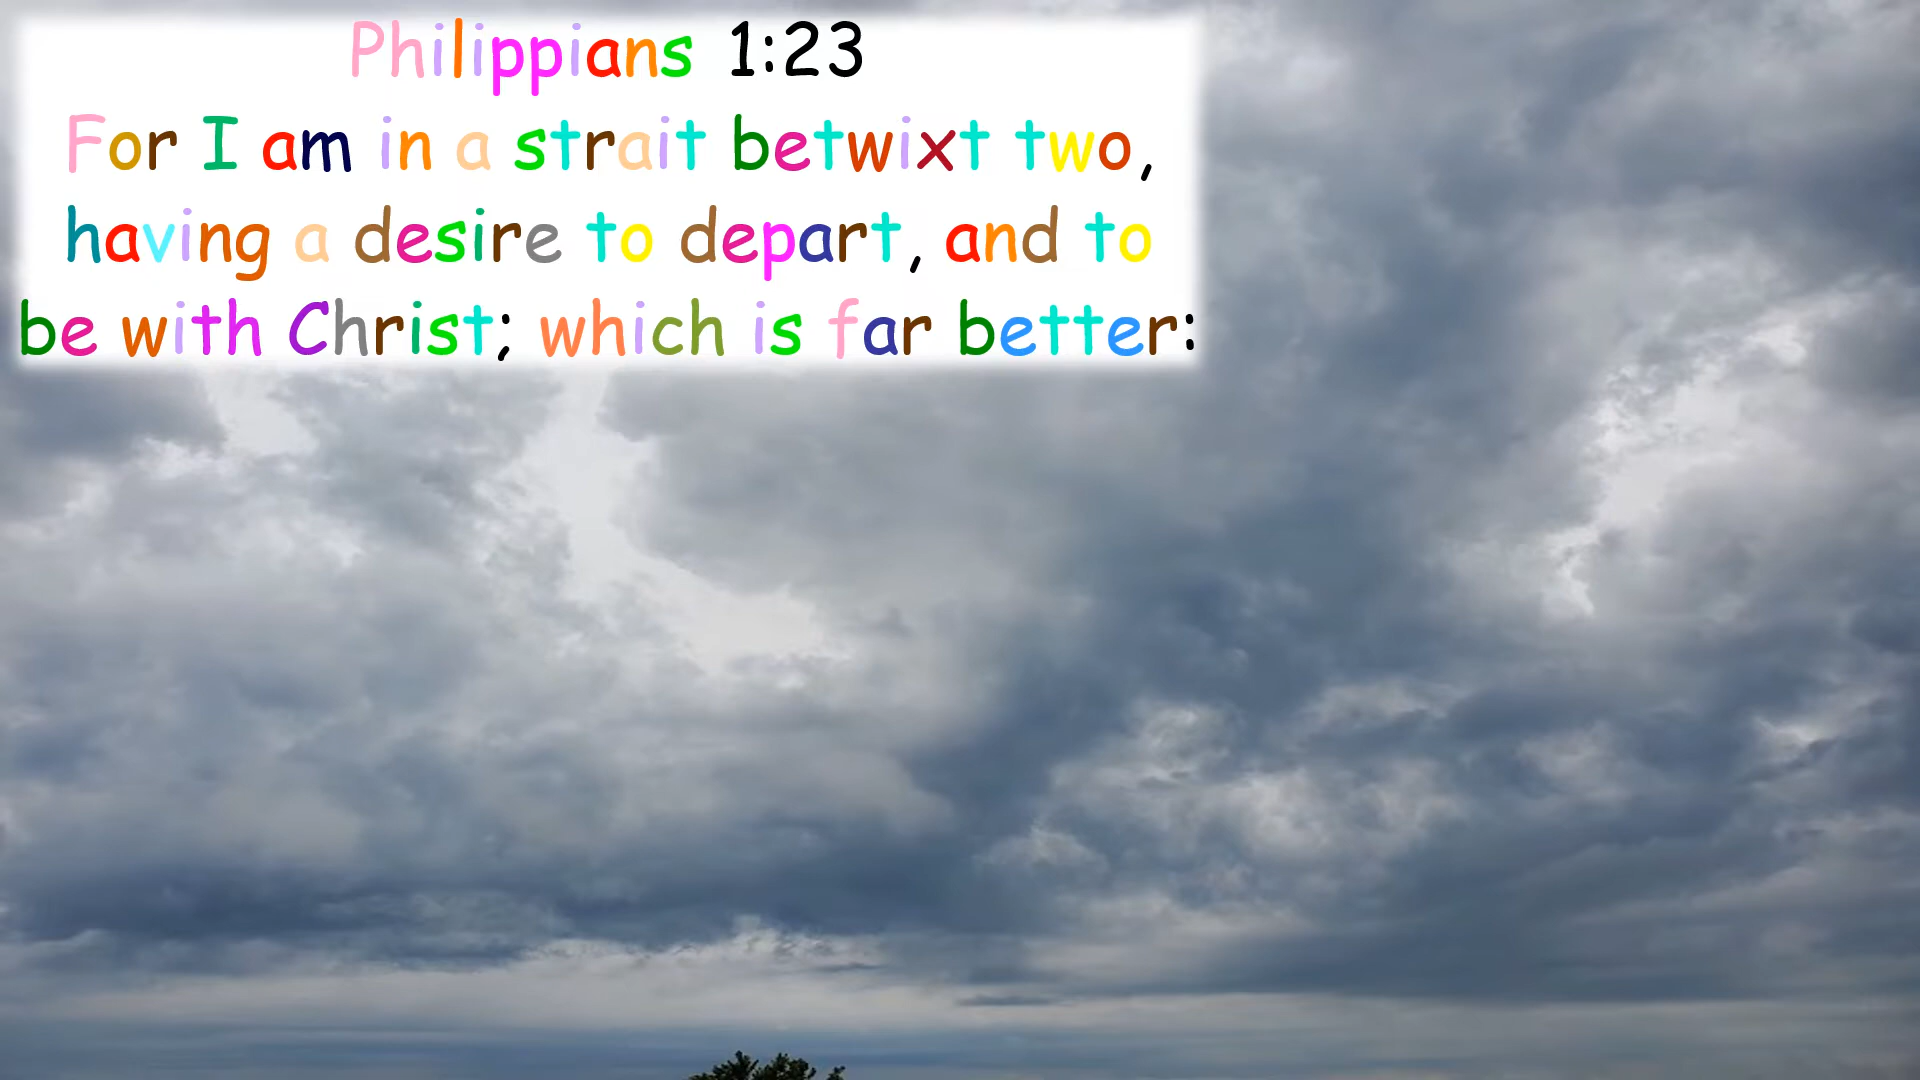 Philippians 1:23
For I am in a strait betwixt two,
having a desire to depart, and to
be with Christ; which is far better: